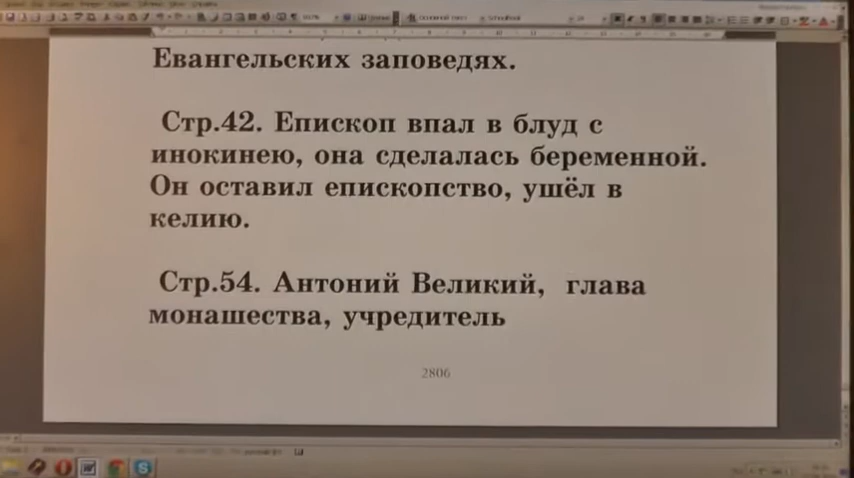 Евангельских заповедях.
Стр.42. Епископ впал в блуд с
инокинею, она сделалась беременной.
Он оставил епископство, ушёл в
келию.
Стр.54. Антоний Великий,  глава
монашества, учредитель
2806